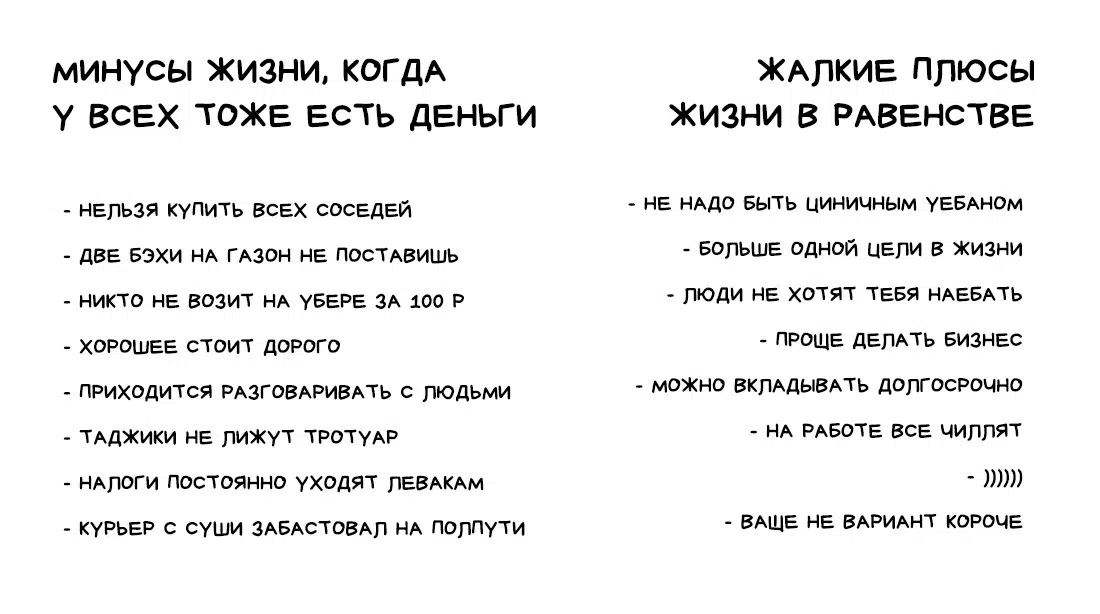 МИНУСЫ ЖИЗНИ, КОГДА
У ВСЕХ ТОЖЕ ЕСТЬ ДЕНЬГИ
- НЕЛЬЗЯ КУПИТЬ ВСЕХ СОСЕДЕЙ
- ДВЕ БЭХИ НА ГАЗОН НЕ ПОСТАВИШЬ
- НИКТО НЕ ВОЗИТ НА УБЕРЕ ЗА 100 Р
- ХОРОШЕЕ СТОИТ ДОРОГО
- ПРИХОДИТСЯ РАЗГОВАРИВАТЬ С ЛЮДЬМИ
- ТАДЖИКИ НЕ ЛИЖУТ ТРОТУАР
- НАЛОГИ ПОСТОЯННО УХОДЯТ ЛЕВАКАМ
- КУРЬЕР С СУШИ ЗАБАСТОВАЛ НА ПОЛПУТИ
ЖАЛКИЕ ПЛЮСЫ
ЖИЗНИ В РАВЕНСТВЕ
- НЕ НАДО БЫТЬ ЦИНИЧНЫМ УЕБАНОМ
- БОЛЬШЕ ОДНОЙ ЦЕЛИ В ЖИЗНИ
- ЛЮДИ НЕ ХОТЯТ ТЕБЯ НАЕБАТЬ
- ПРОЩЕ ДЕЛАТЬ БИЗНЕС
- МОЖНО ВКЛАДЫВАТЬ ДОЛГОСРОЧНО
- НА РАБОТЕ ВСЕ ЧИЛЛЯТ
- ))))))
- ВАЩЕ НЕ ВАРИАНТ КОРОЧЕ